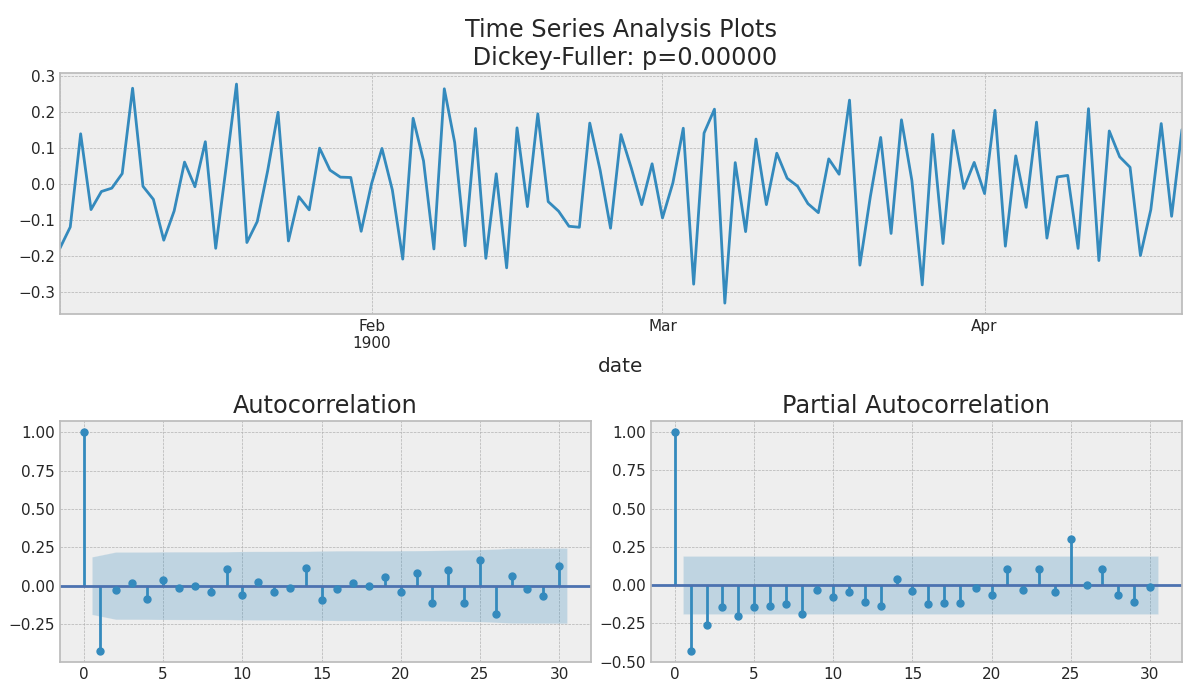 Time Series Analysis Plots
Dickey-Fuller: p=0.00000
0.3
0.2
0.1
0.0
−0.1
−0.2
−0.3
Feb
1900
Mar
Apr
date
Autocorrelation
1.00
0.75
0.50
0.25
0.00
−0.25
0 5 10 15 20 25 30
Partial Autocorrelation
1.00
0.75
0.50
0.25
0.00
−0.25
−0.50
0 5 10 15 20 25 30